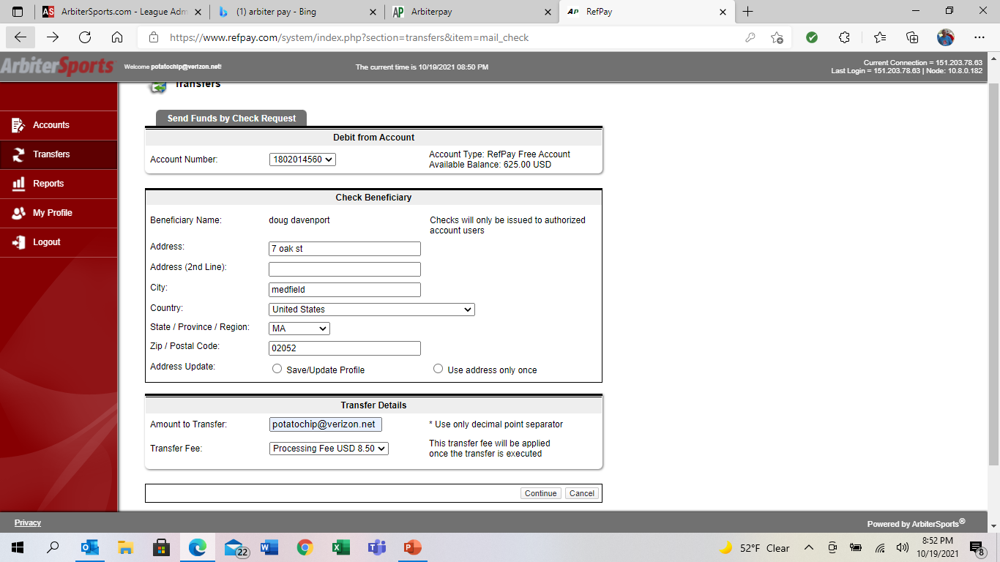 ArbiterSports.com - League Adm
(1) arbiter pay - Bing
Arbiterpay
RefPay
https://www.refpay.com/system/index.php?section=transfers&item=mail_check
ArbiterSports
Welcome potatochip@verizon.net!
The current time is 10/19/2021 08:50 PM
Current Connection = 151.203.78.63
Last Login = 151.203.78.63 | Node: 10.8.0.182
Accounts
Transfers
Reports
My Profile
Logout
Transfers
Send Funds by Check Request
Debit from Account
Account Number:
1802014560
Account Type: RefPay Free Account
Available Balance: 625.00 USD
Check Beneficiary
Beneficiary Name:
doug davenport
Checks will only be issued to authorized
account users
Address:
7 oak st
Address (2nd Line):
City:
medfield
Country:
United States
State / Province / Region:
MA
Zip / Postal Code:
02052
Address Update:
Save/Update Profile
Use address only once
Transfer Details
Amount to Transfer:
potatochip@verizon.net
* Use only decimal point separator
Transfer Fee:
Processing Fee USD 8.50
This transfer fee will be applied
once the transfer is executed
Continue
Cancel
Privacy
Powered by ArbiterSports®
22
52°F Clear
8:52 PM
10/19/2021
8